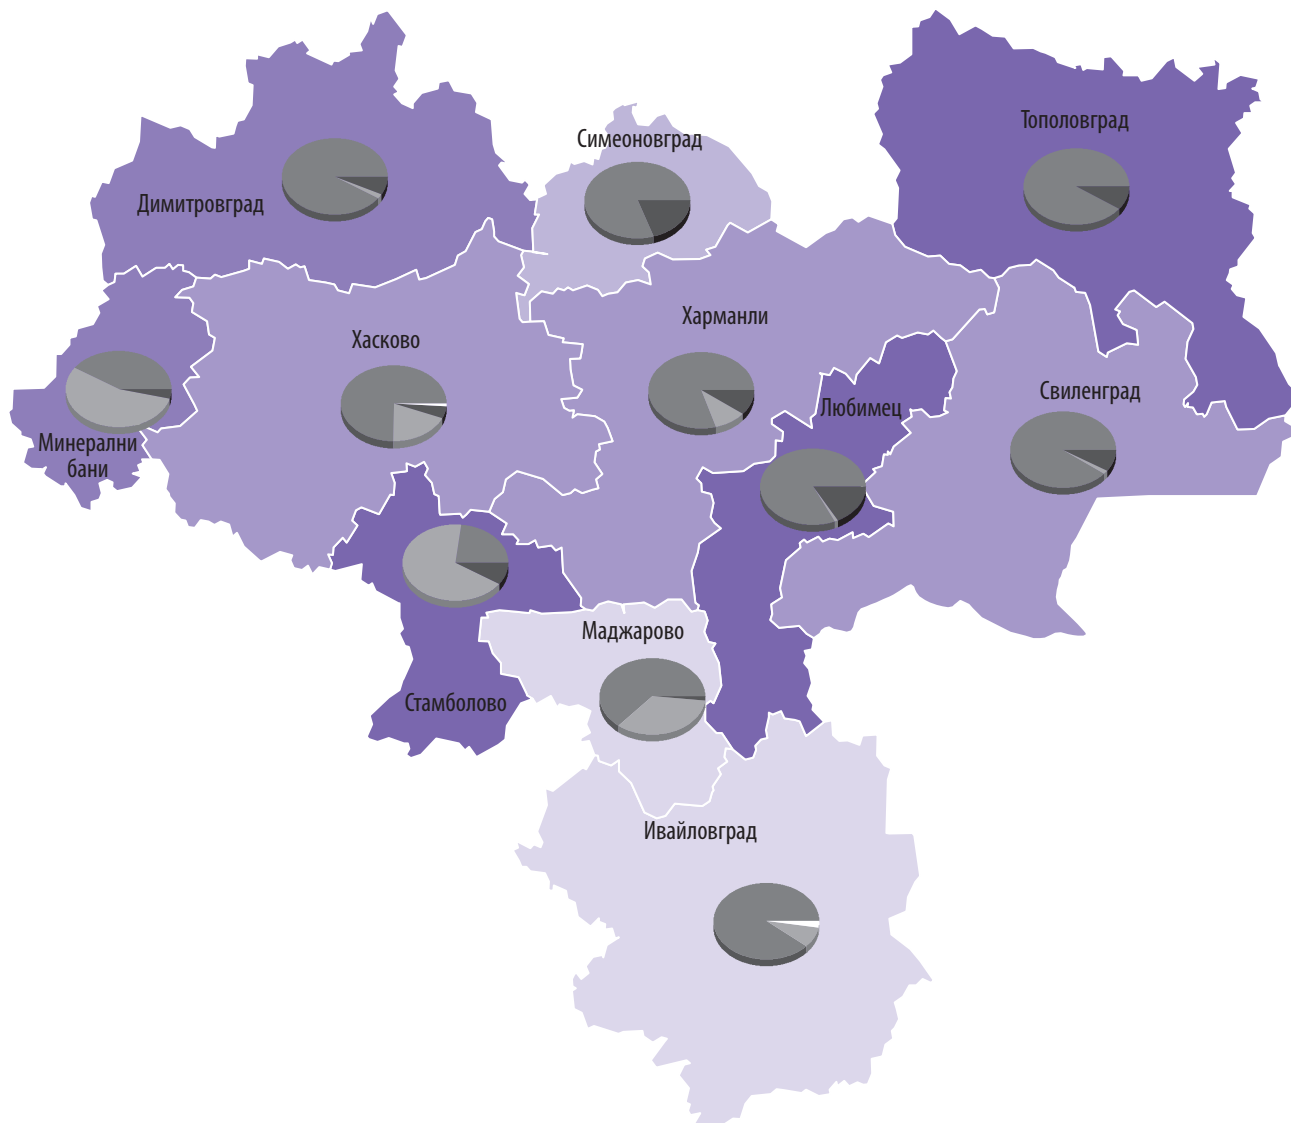 Тополовград
Симеоновград
Димитровград
Харманли
Хасково
Свиленград
Любимец
Минерални
бани
Маджарово
Стамболово
Ивайловград